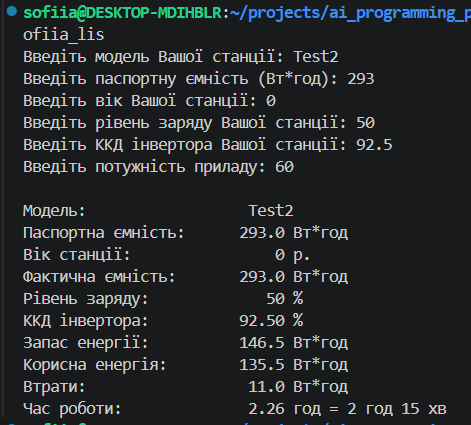 sofiia@DESKTOP-MDIHBLR:~/projects/ai_programming_p
ofiia_lis
Введіть модель Вашої станції: Test2
Введіть паспортну ємність (Вт*год): 293
Введіть вік Вашої станції: 0
Введіть рівень заряду Вашої станції: 50
Введіть ККД інвертора Вашої станції: 92.5
Введіть потужність приладу: 60
Модель: Test2
Паспортна ємність: 293.0 Вт*год
Вік станції: 0 р.
Фактична ємність: 293.0 Вт*год
Рівень заряду: 50 %
ККД інвертора: 92.50 %
Запас енергії: 146.5 Вт*год
Корисна енергія: 135.5 Вт*год
Втрати: 11.0 Вт*год
Час роботи: 2.26 год = 2 год 15 хв